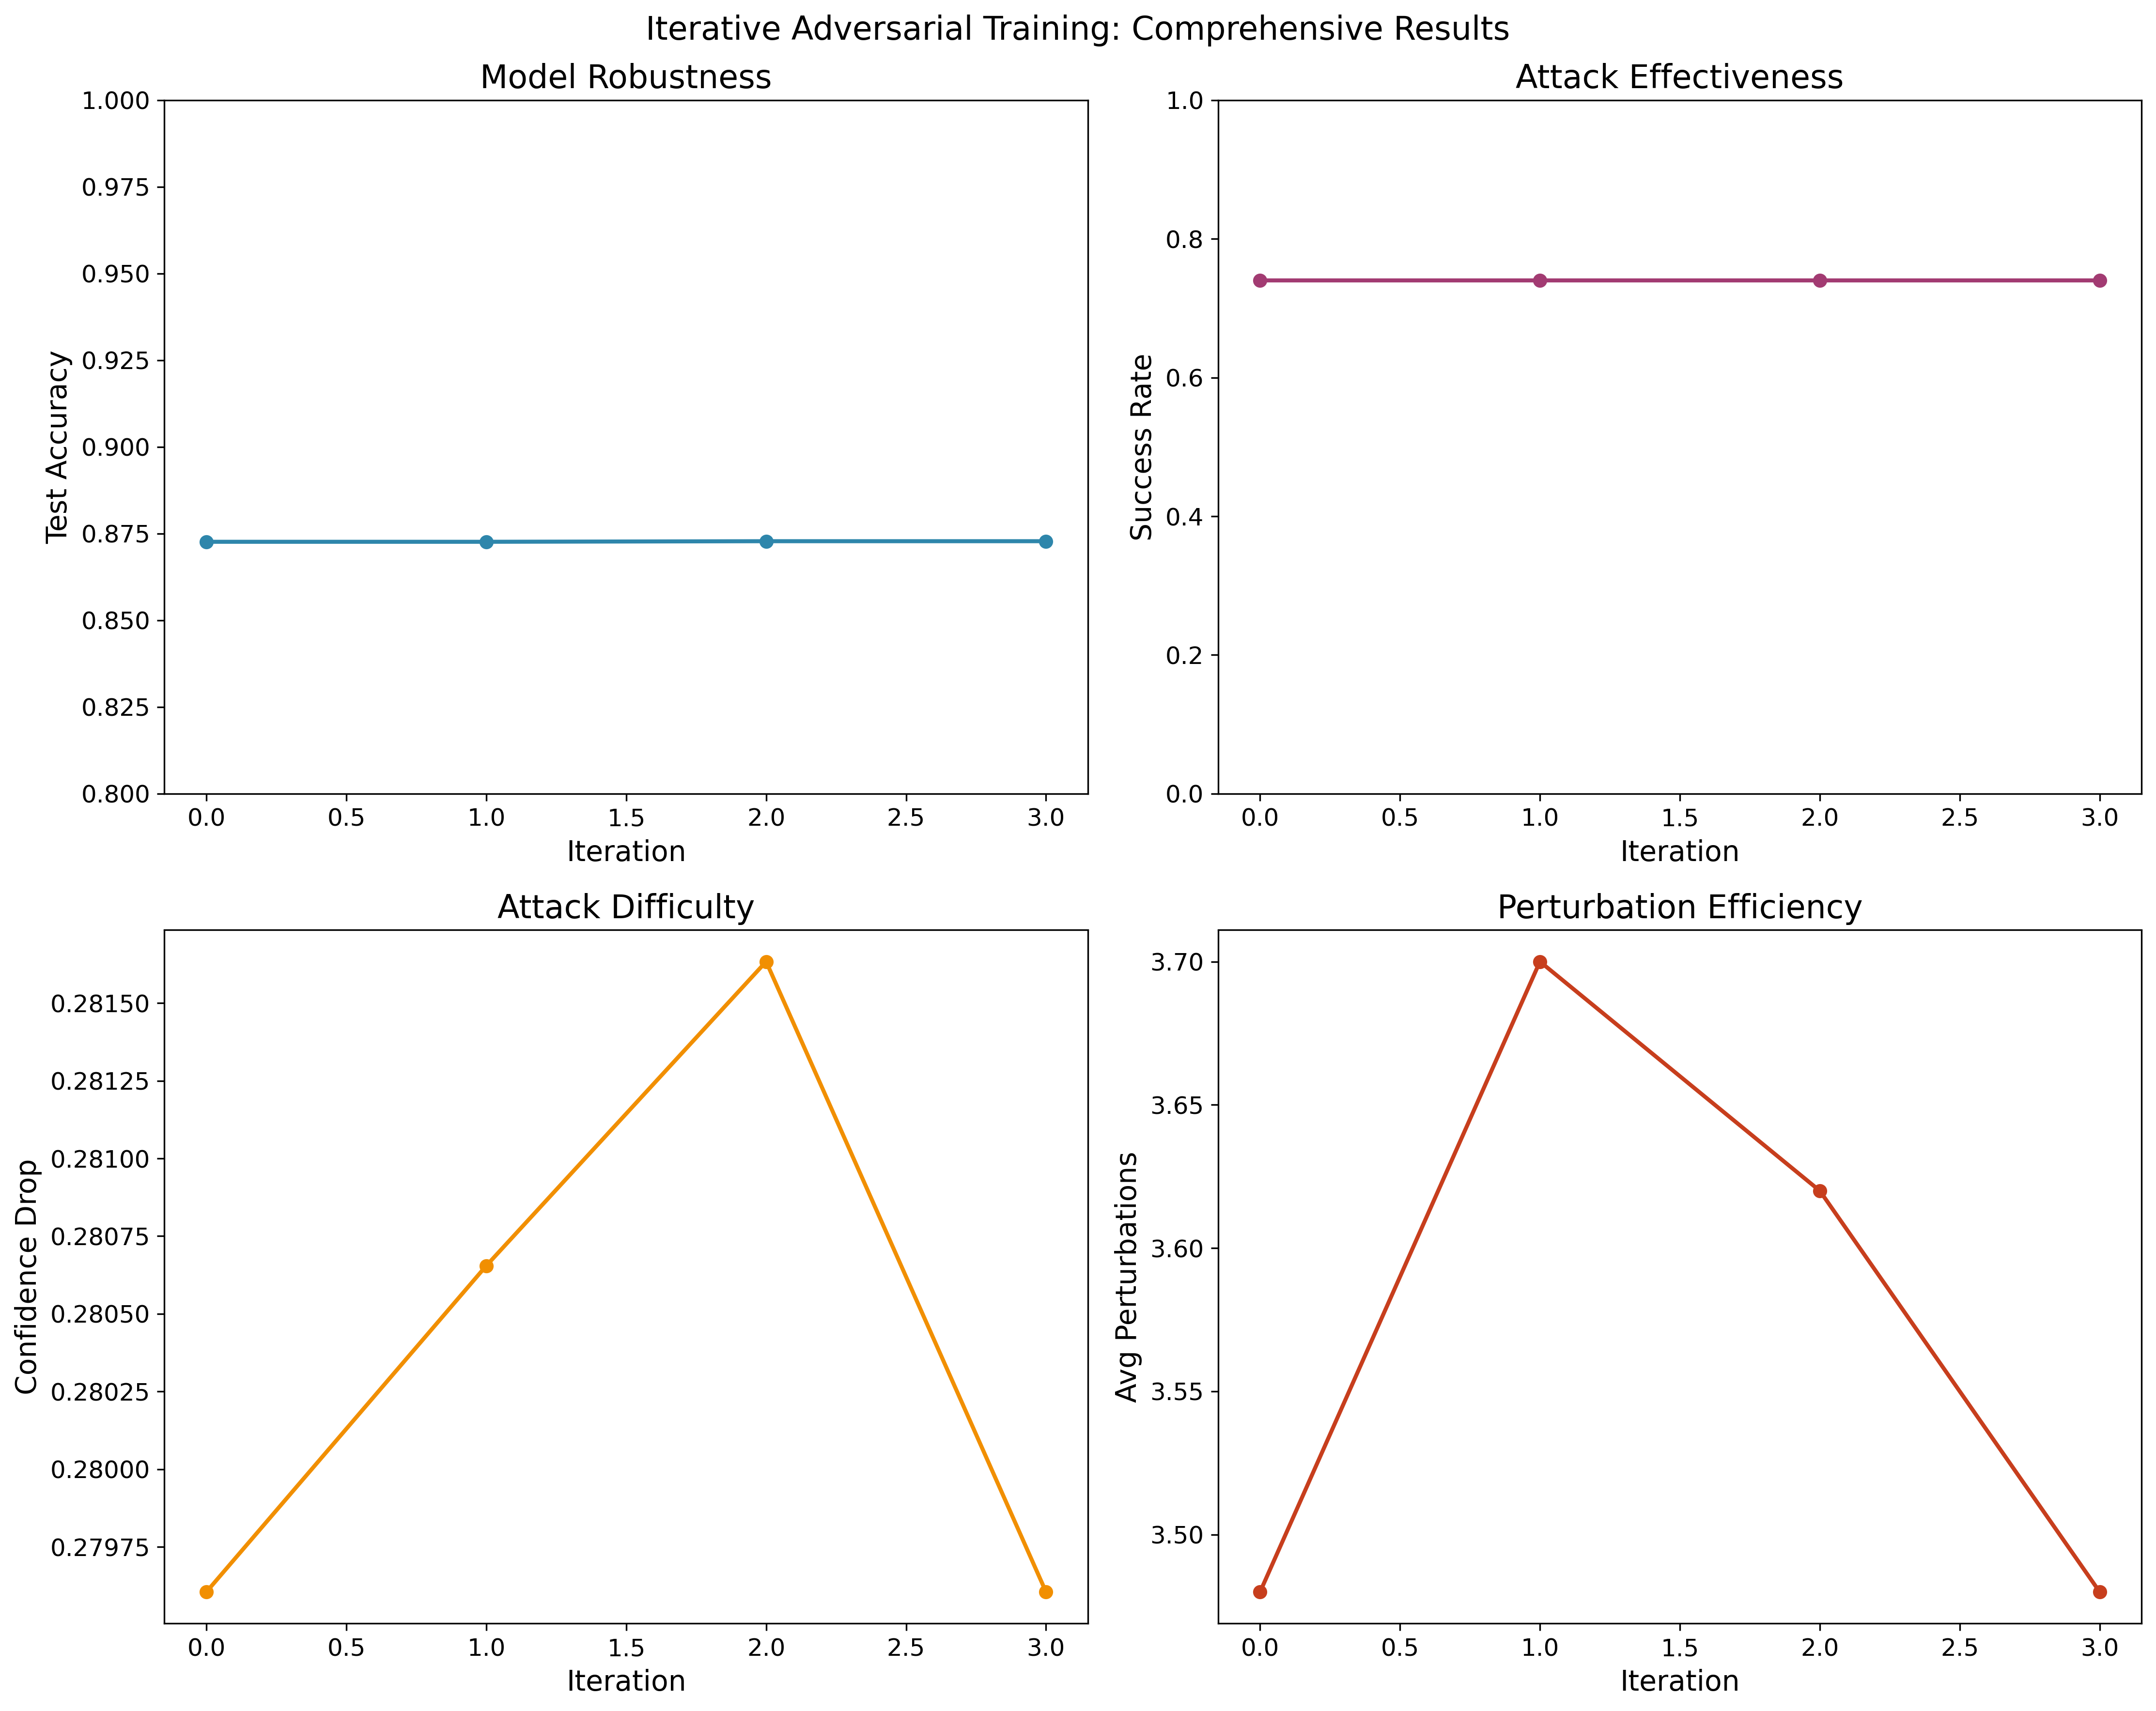 Iterative Adversarial Training: Comprehensive Results
Model Robustness
1.000
0.975
0.950
0.925
0.900
0.875
0.850
0.825
0.800
Test Accuracy
0.0 0.5 1.0 1.5 2.0 2.5 3.0
Iteration
Attack Effectiveness
1.0
0.8
0.6
0.4
0.2
0.0
Success Rate
0.0 0.5 1.0 1.5 2.0 2.5 3.0
Iteration
Attack Difficulty
0.28150
0.28125
0.28100
0.28075
0.28050
0.28025
0.28000
0.27975
Confidence Drop
0.0 0.5 1.0 1.5 2.0 2.5 3.0
Iteration
Perturbation Efficiency
3.70
3.65
3.60
3.55
3.50
Avg Perturbations
0.0 0.5 1.0 1.5 2.0 2.5 3.0
Iteration